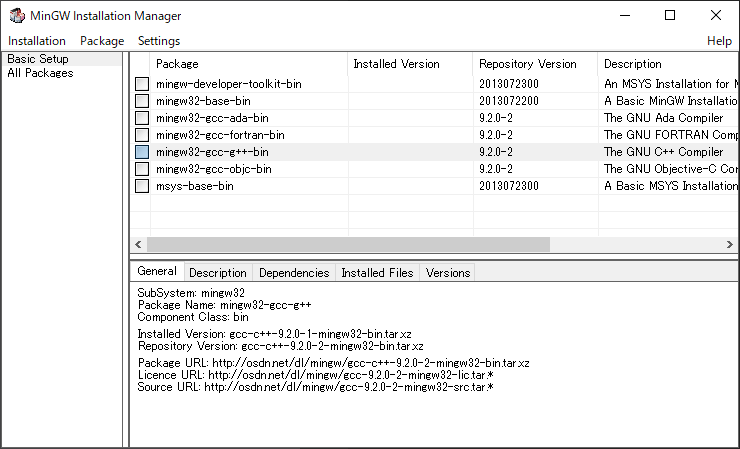 MinGW Installation Manager
Installation Package Settings Help
Basic Setup
All Packages
Package Installed Version Repository Version Description
mingw-developer-toolkit-bin 2013072300 An MSYS Installation for M
mingw32-base-bin 2013072200 A Basic MinGW Installatio
mingw32-gcc-ada-bin 9.2.0-2 The GNU Ada Compiler
mingw32-gcc-fortran-bin 9.2.0-2 The GNU FORTRAN Comp
mingw32-gcc-g++-bin 9.2.0-2 The GNU C++ Compiler
mingw32-gcc-objc-bin 9.2.0-2 The GNU Objective-C Cor
msys-base-bin 2013072300 A Basic MSYS Installation
General Description Dependencies Installed Files Versions
SubSystem: mingw32
Package Name: mingw32-gcc-g++
Component Class: bin
Installed Version: gcc-c++-9.2.0-1-mingw32-bin.tar.xz
Repository Version: gcc-c++-9.2.0-2-mingw32-bin.tar.xz
Package URL: http://osdn.net/dl/mingw/gcc-c++-9.2.0-2-mingw32-bin.tar.xz
Licence URL: http://osdn.net/dl/mingw/gcc-9.2.0-2-mingw32-lic.tar.*
Source URL: http://osdn.net/dl/mingw/gcc-9.2.0-2-mingw32-src.tar.*